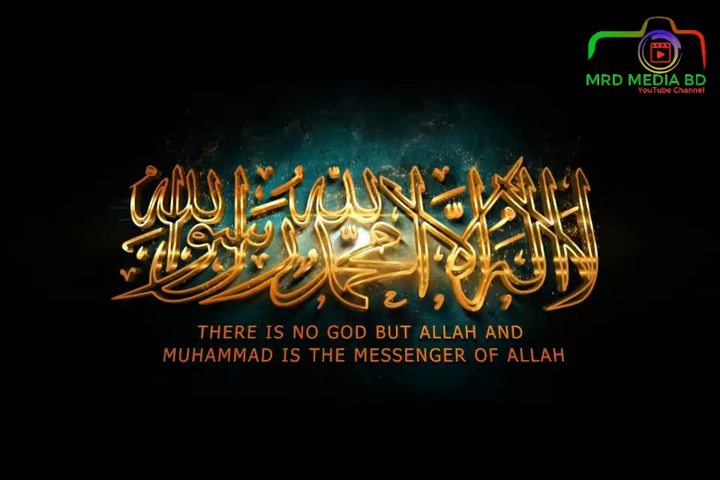 MRD MEDIA BD
YouTube Channel
لا إله إلا الله محمد رسول الله
THERE IS NO GOD BUT ALLAH AND
MUHAMMAD IS THE MESSENGER OF ALLAH